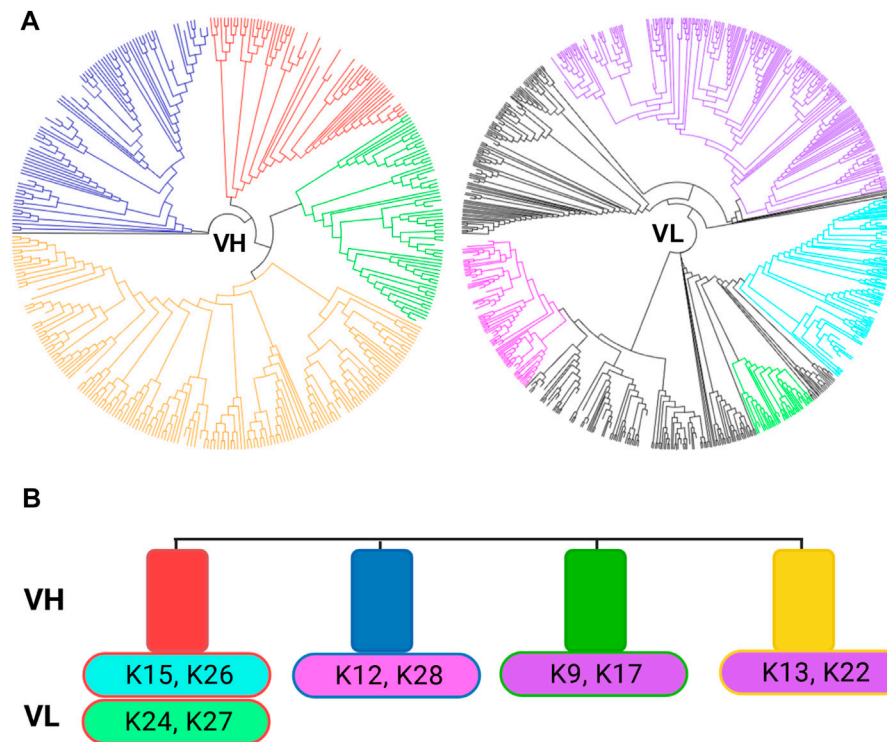 A
VH
VL
B
VH
K15, K26
K12, K28
K9, K17
K13, K22
VL
K24, K27